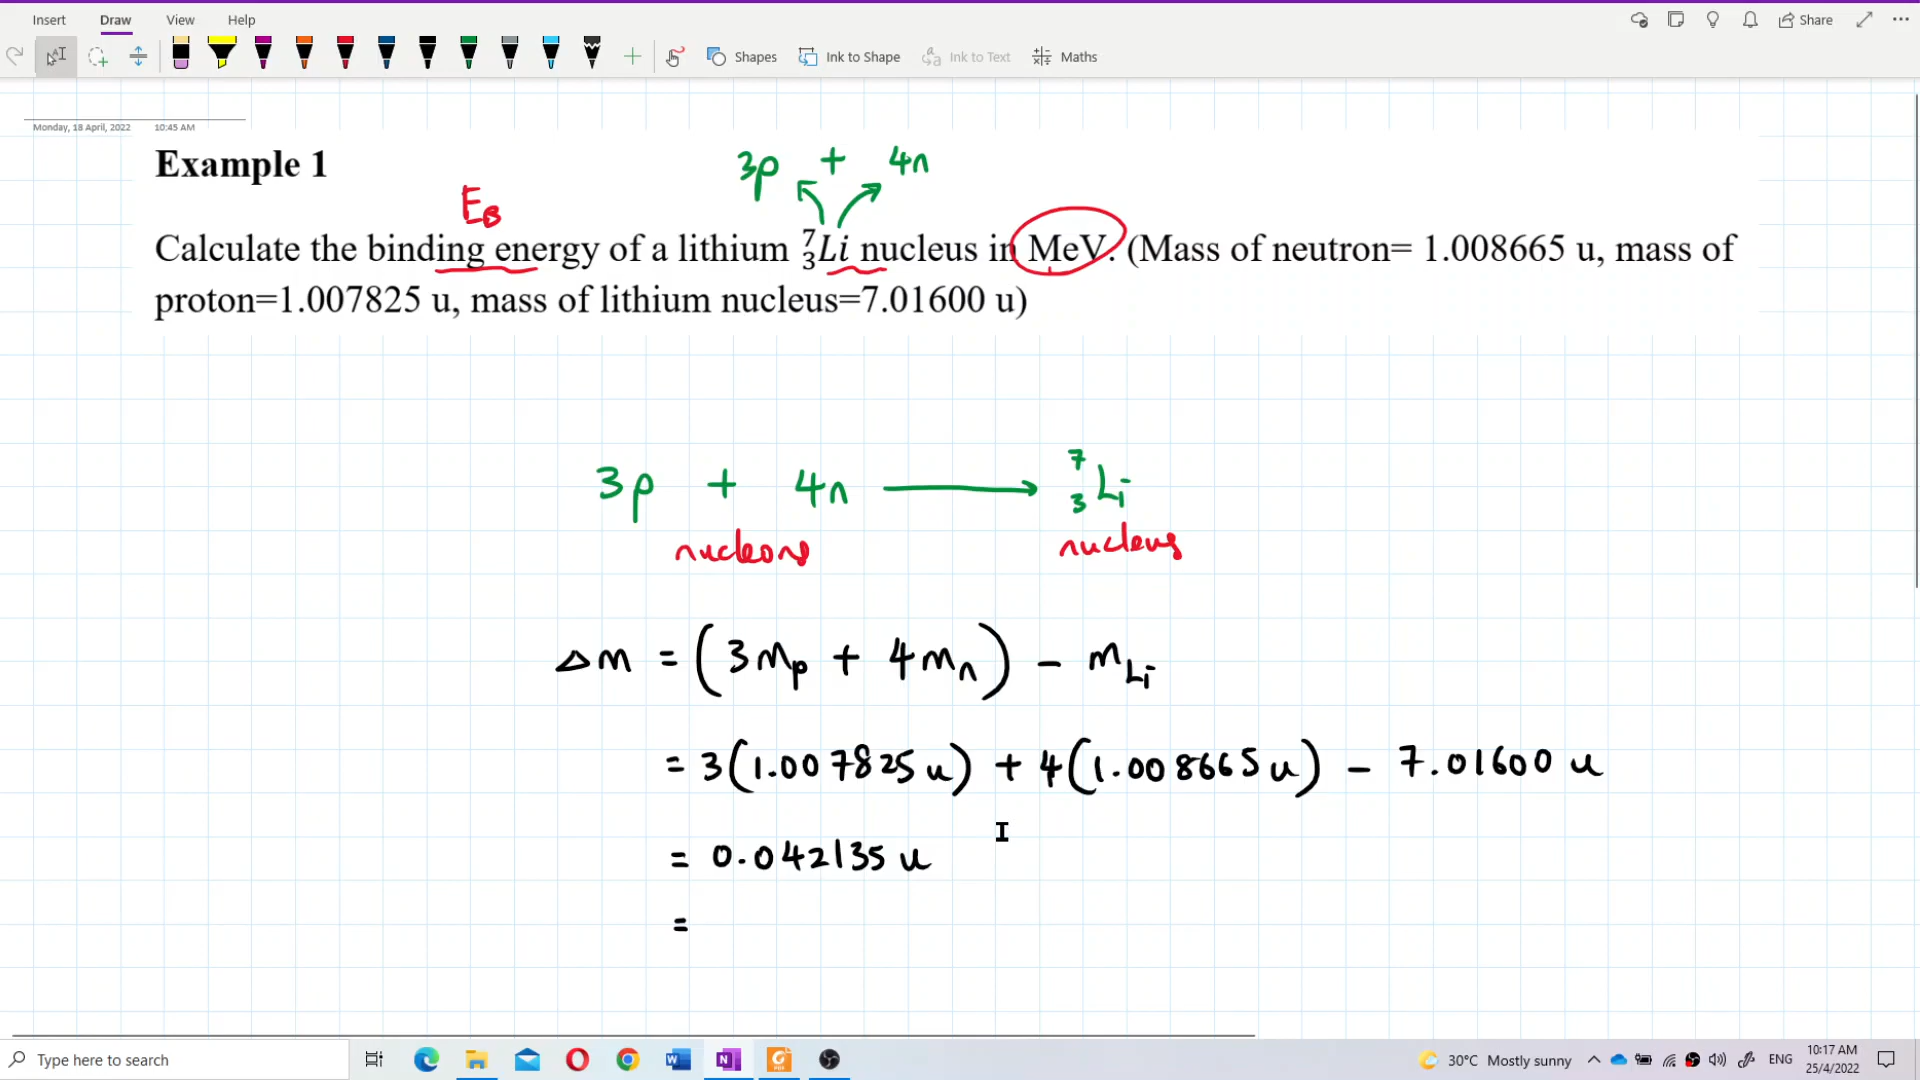 Insert Draw View Help
Share
Shapes Ink to Shape Ink to Text Maths
Monday, 18 April, 2022 10:45 AM
Example 1
3p + 4n
E_B
Calculate the binding energy of a lithium ⁷₃Li nucleus in MeV. (Mass of neutron= 1.008665 u, mass of
proton=1.007825 u, mass of lithium nucleus=7.01600 u)
3p + 4n ⟶ ⁷₃Li
nucleons nucleus
Δm = (3m_p + 4m_n) − m_Li
= 3(1.007825 u) + 4(1.008665 u) − 7.01600 u
= 0.042135 u
=
Type here to search
30°C Mostly sunny
ENG
10:17 AM
25/4/2022